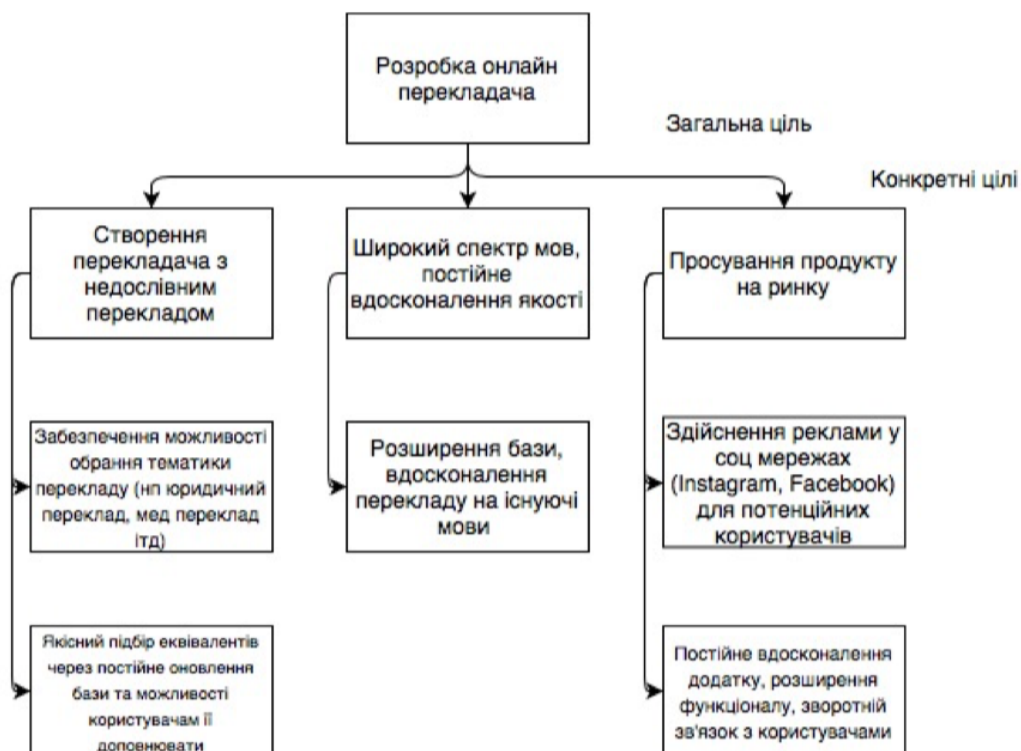 Розробка онлайн
перекладача
Загальна ціль
Конкретні цілі
Створення
перекладача з
недослівним
перекладом
Широкий спектр мов,
постійне
вдосконалення якості
Просування продукту
на ринку
Забезпечення можливості
обрання тематики
перекладу (нп юридичний
переклад, мед переклад
ітд)
Розширення бази,
вдосконалення
перекладу на існуючі
мови
Здійснення реклами у
соц мережах
(Instagram, Facebook)
для потенційних
користувачів
Якісний підбір еквівалентів
через постійне оновлення
бази та можливості
користувачам її
доповнювати
Постійне вдосконалення
додатку, розширення
функціоналу, зворотній
зв'язок з користувачами